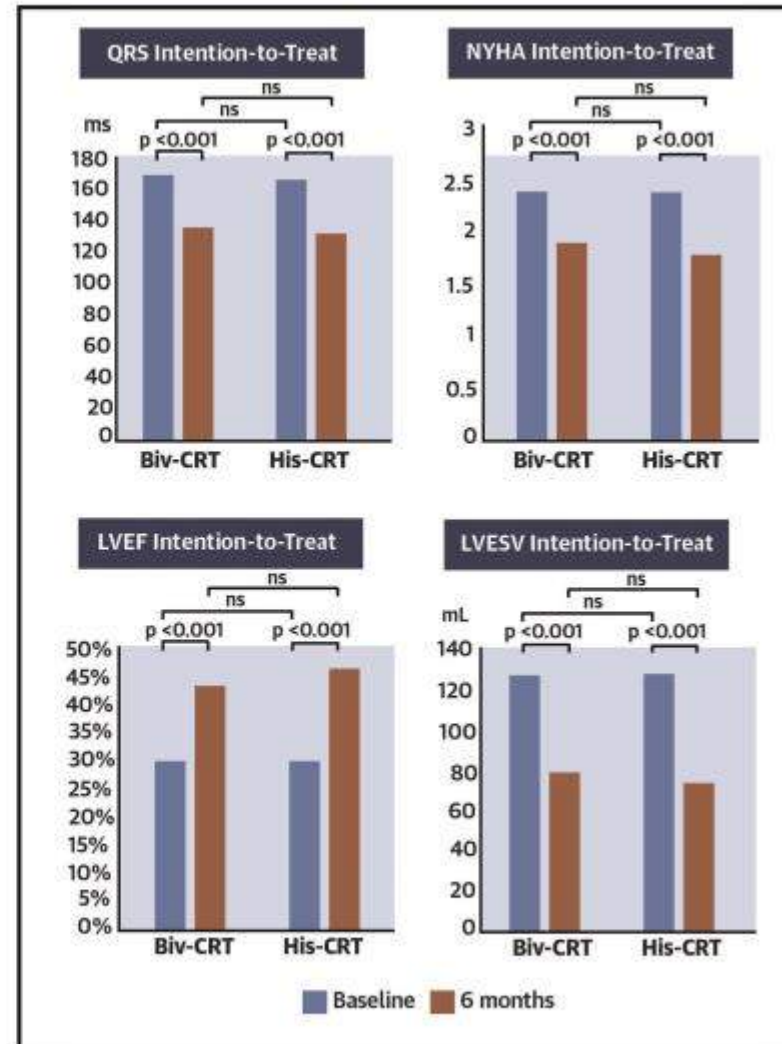 QRS Intention-to-Treat
ns
ns
ms
p <0.001 p <0.001
180
160
140
120
100
80
60
40
20
0
Biv-CRT His-CRT
NYHA Intention-to-Treat
ns
ns
3
p <0.001 p <0.001
2.5
2
1.5
1
0.5
0
Biv-CRT His-CRT
LVEF Intention-to-Treat
ns
ns
p <0.001 p <0.001
50%
45%
40%
35%
30%
25%
20%
15%
10%
5%
0%
Biv-CRT His-CRT
LVESV Intention-to-Treat
ns
ns
mL
p <0.001 p <0.001
140
120
100
80
60
40
20
0
Biv-CRT His-CRT
Baseline 6 months